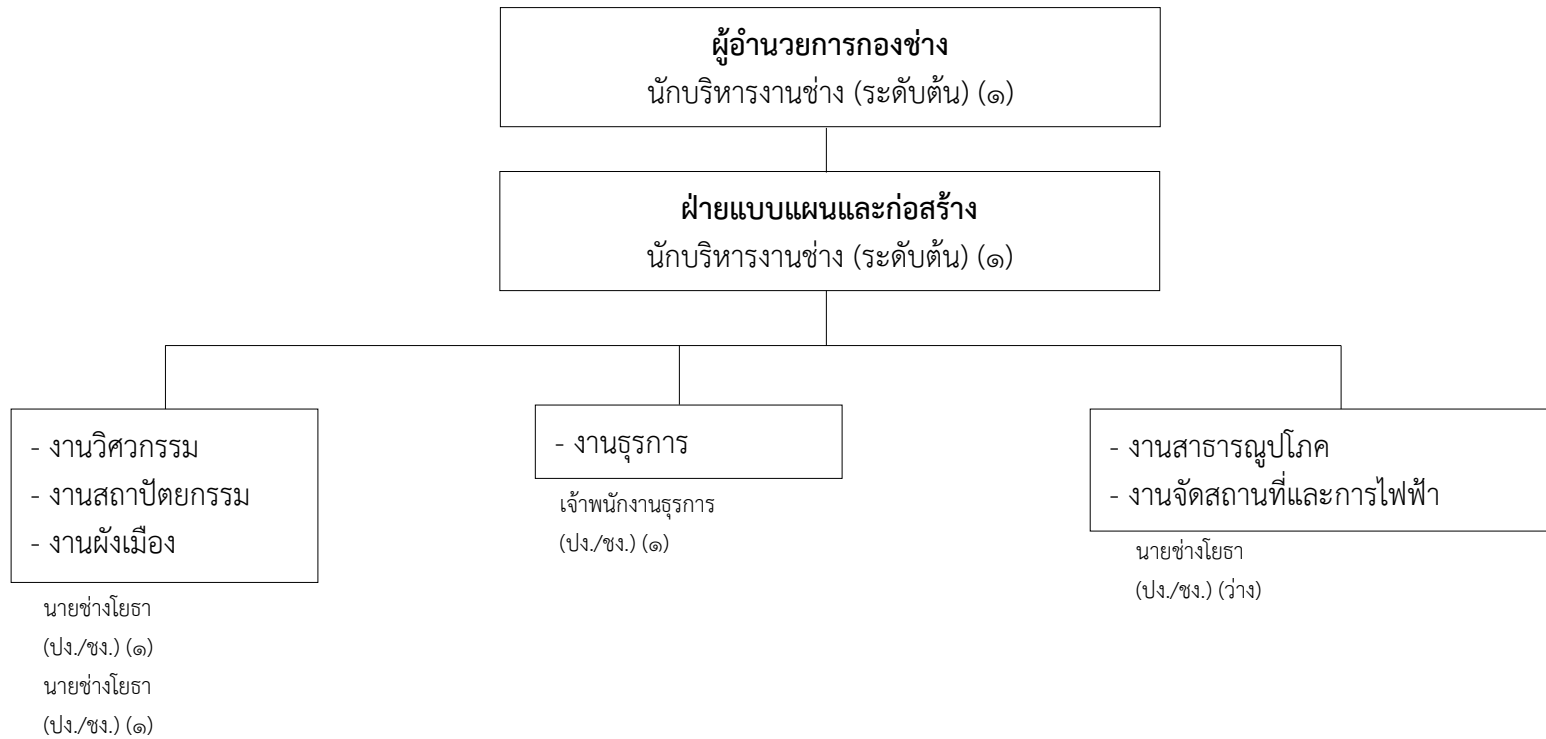 ผู้อำนวยการกองช่าง
นักบริหารงานช่าง (ระดับต้น) (๑)
ฝ่ายแบบแผนและก่อสร้าง
นักบริหารงานช่าง (ระดับต้น) (๑)
- งานวิศวกรรม
- งานสถาปัตยกรรม
- งานผังเมือง
นายช่างโยธา
(ปง./ชง.) (๑)
นายช่างโยธา
(ปง./ชง.) (๑)
- งานธุรการ
เจ้าพนักงานธุรการ
(ปง./ชง.) (๑)
- งานสาธารณูปโภค
- งานจัดสถานที่และการไฟฟ้า
นายช่างโยธา
(ปง./ชง.) (ว่าง)